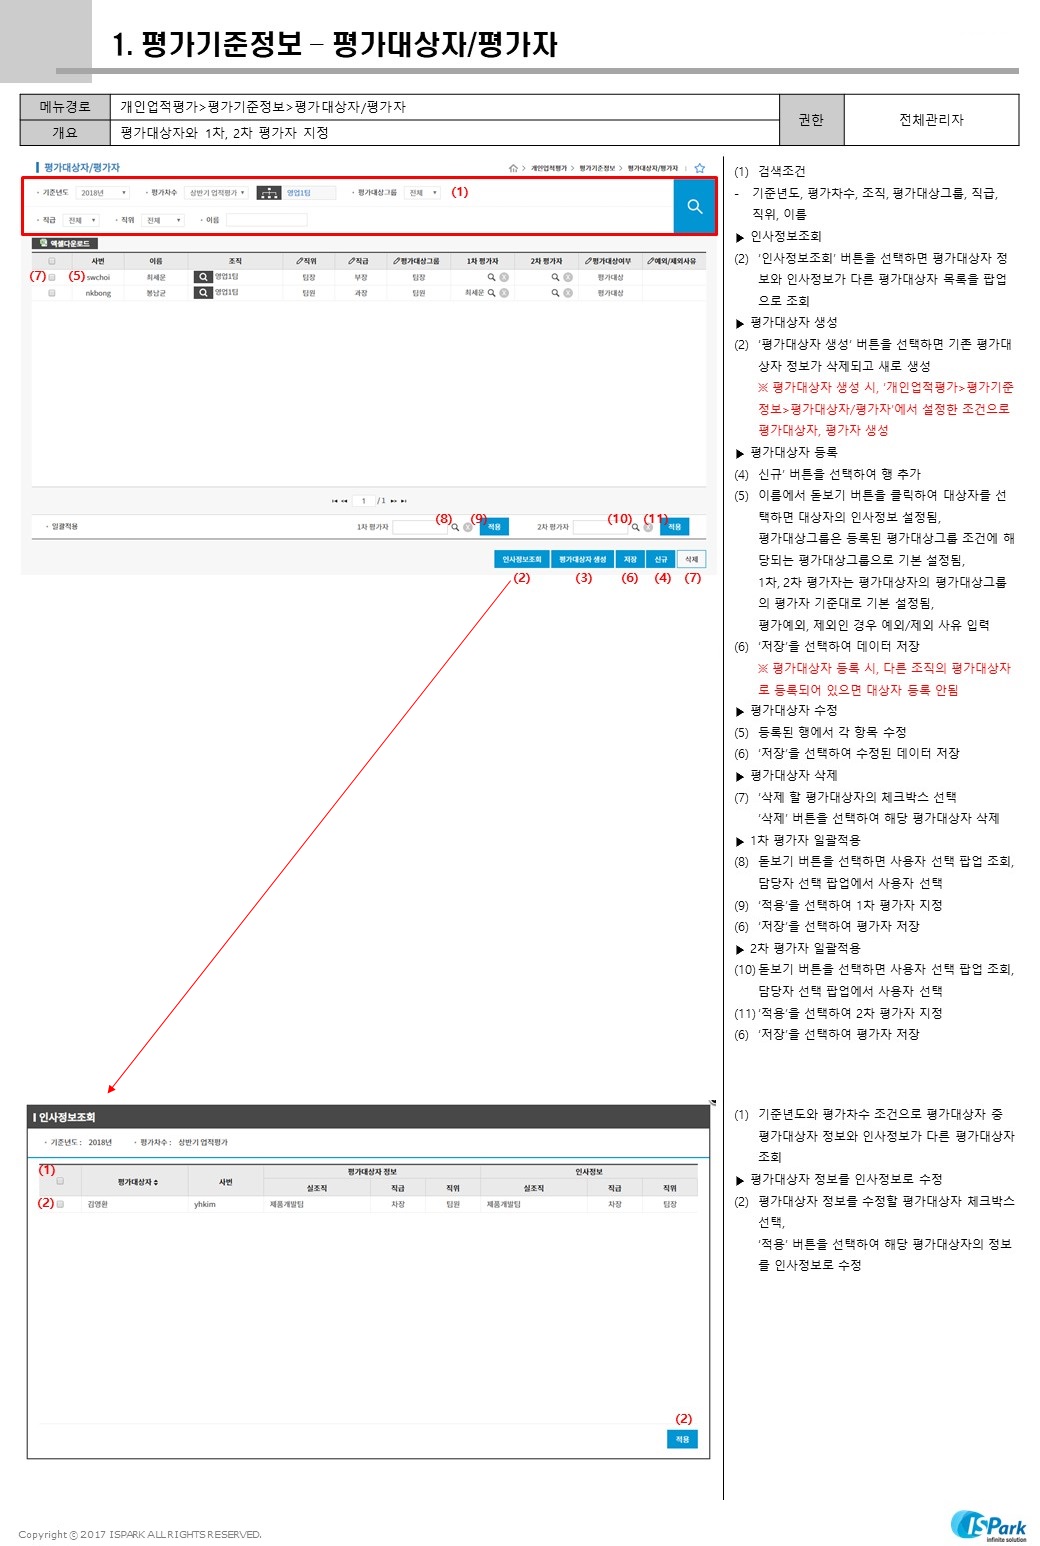 1. 평가기준정보 – 평가대상자/평가자
메뉴경로
개인업적평가>평가기준정보>평가대상자/평가자
권한
전체관리자
개요
평가대상자와 1차, 2차 평가자 지정
평가대상자/평가자
> 개인업적평가 > 평가기준정보 > 평가대상자/평가자
· 기준년도 2018년 · 평가차수 상반기 업적평가 영업1팀 · 평가대상그룹 전체 (1)
· 직급 전체 · 직위 전체 · 이름
엑셀다운로드
사번 이름 조직 직위 직급 평가대상그룹 1차 평가자 2차 평가자 평가대상여부 예외/제외사유
(7) (5) swchoi 최세운 영업1팀 팀장 부장 팀장 평가대상
nkbong 봉남균 영업1팀 팀원 과장 팀원 최세운 평가대상
1 / 1
· 일괄적용 1차 평가자 (8) (9) 적용 2차 평가자 (10) (11) 적용
인사정보조회 평가대상자 생성 저장 신규 삭제
(2) (3) (6) (4) (7)
(1) 검색조건
- 기준년도, 평가차수, 조직, 평가대상그룹, 직급,
직위, 이름
▶ 인사정보조회
(2) ‘인사정보조회’ 버튼을 선택하면 평가대상자 정
보와 인사정보가 다른 평가대상자 목록을 팝업
으로 조회
▶ 평가대상자 생성
(2) ‘평가대상자 생성’ 버튼을 선택하면 기존 평가대
상자 정보가 삭제되고 새로 생성
※ 평가대상자 생성 시, ‘개인업적평가>평가기준
정보>평가대상자/평가자’에서 설정한 조건으로
평가대상자, 평가자 생성
▶ 평가대상자 등록
(4) 신규’ 버튼을 선택하여 행 추가
(5) 이름에서 돋보기 버튼을 클릭하여 대상자를 선
택하면 대상자의 인사정보 설정됨,
평가대상그룹은 등록된 평가대상그룹 조건에 해
당되는 평가대상그룹으로 기본 설정됨,
1차, 2차 평가자는 평가대상자의 평가대상그룹
의 평가자 기준대로 기본 설정됨,
평가예외, 제외인 경우 예외/제외 사유 입력
(6) ‘저장’을 선택하여 데이터 저장
※ 평가대상자 등록 시, 다른 조직의 평가대상자
로 등록되어 있으면 대상자 등록 안됨
▶ 평가대상자 수정
(5) 등록된 행에서 각 항목 수정
(6) ‘저장’을 선택하여 수정된 데이터 저장
▶ 평가대상자 삭제
(7) ‘삭제 할 평가대상자의 체크박스 선택
‘삭제’ 버튼을 선택하여 해당 평가대상자 삭제
▶ 1차 평가자 일괄적용
(8) 돋보기 버튼을 선택하면 사용자 선택 팝업 조회,
담당자 선택 팝업에서 사용자 선택
(9) ‘적용’을 선택하여 1차 평가자 지정
(6) ‘저장’을 선택하여 평가자 저장
▶ 2차 평가자 일괄적용
(10) 돋보기 버튼을 선택하면 사용자 선택 팝업 조회,
담당자 선택 팝업에서 사용자 선택
(11) ‘적용’을 선택하여 2차 평가자 지정
(6) ‘저장’을 선택하여 평가자 저장
인사정보조회
· 기준년도 : 2018년 · 평가차수 : 상반기 업적평가
(1) 평가대상자 사번 평가대상자 정보 인사정보
실조직 직급 직위 실조직 직급 직위
(2) 김영환 yhkim 제품개발팀 차장 팀원 제품개발팀 차장 팀장
(2)
적용
(1) 기준년도와 평가차수 조건으로 평가대상자 중
평가대상자 정보와 인사정보가 다른 평가대상자
조회
▶ 평가대상자 정보를 인사정보로 수정
(2) 평가대상자 정보를 수정할 평가대상자 체크박스
선택,
‘적용’ 버튼을 선택하여 해당 평가대상자의 정보
를 인사정보로 수정
Copyright ⓒ 2017 ISPARK ALL RIGHTS RESERVED.
ISPark
infinite solution